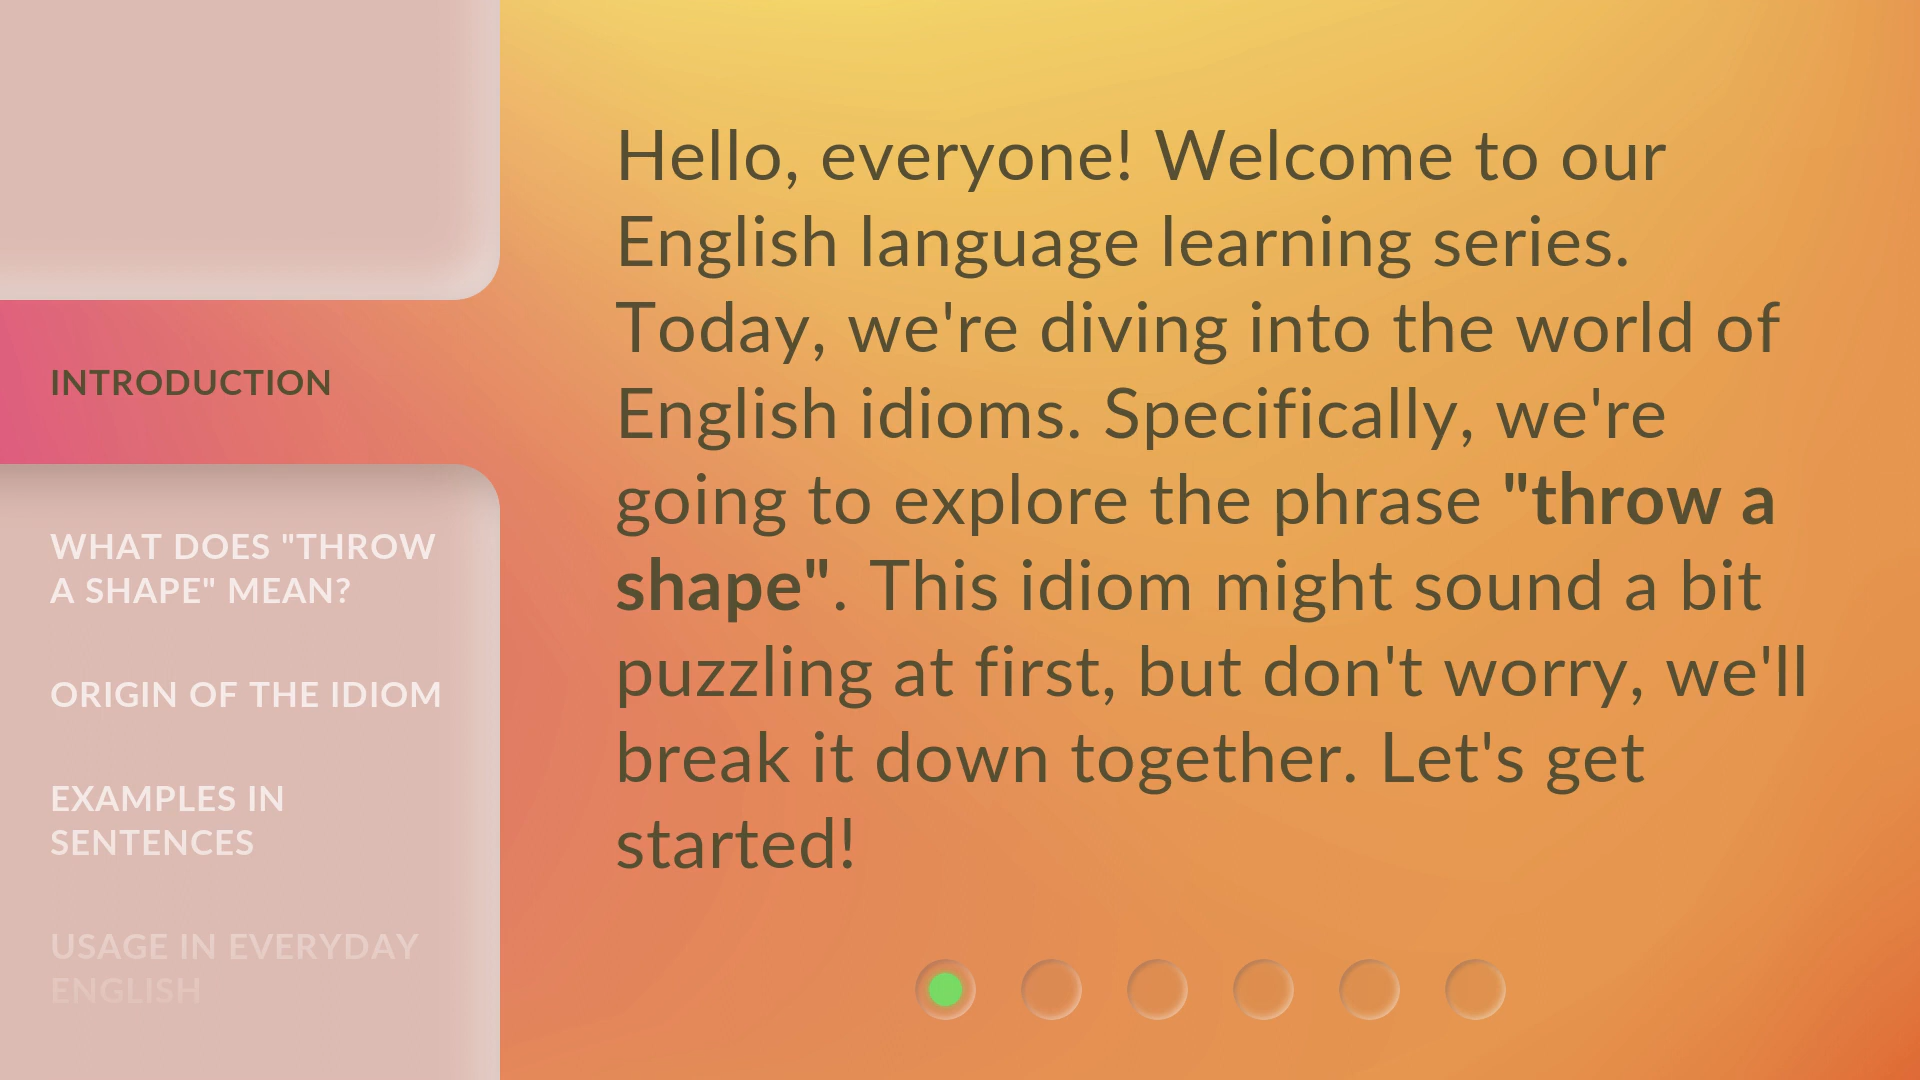 INTRODUCTION
WHAT DOES "THROW
A SHAPE" MEAN?
ORIGIN OF THE IDIOM
EXAMPLES IN
SENTENCES
USAGE IN EVERYDAY
ENGLISH
Hello, everyone! Welcome to our
English language learning series.
Today, we're diving into the world of
English idioms. Specifically, we're
going to explore the phrase "throw a
shape". This idiom might sound a bit
puzzling at first, but don't worry, we'll
break it down together. Let's get
started!